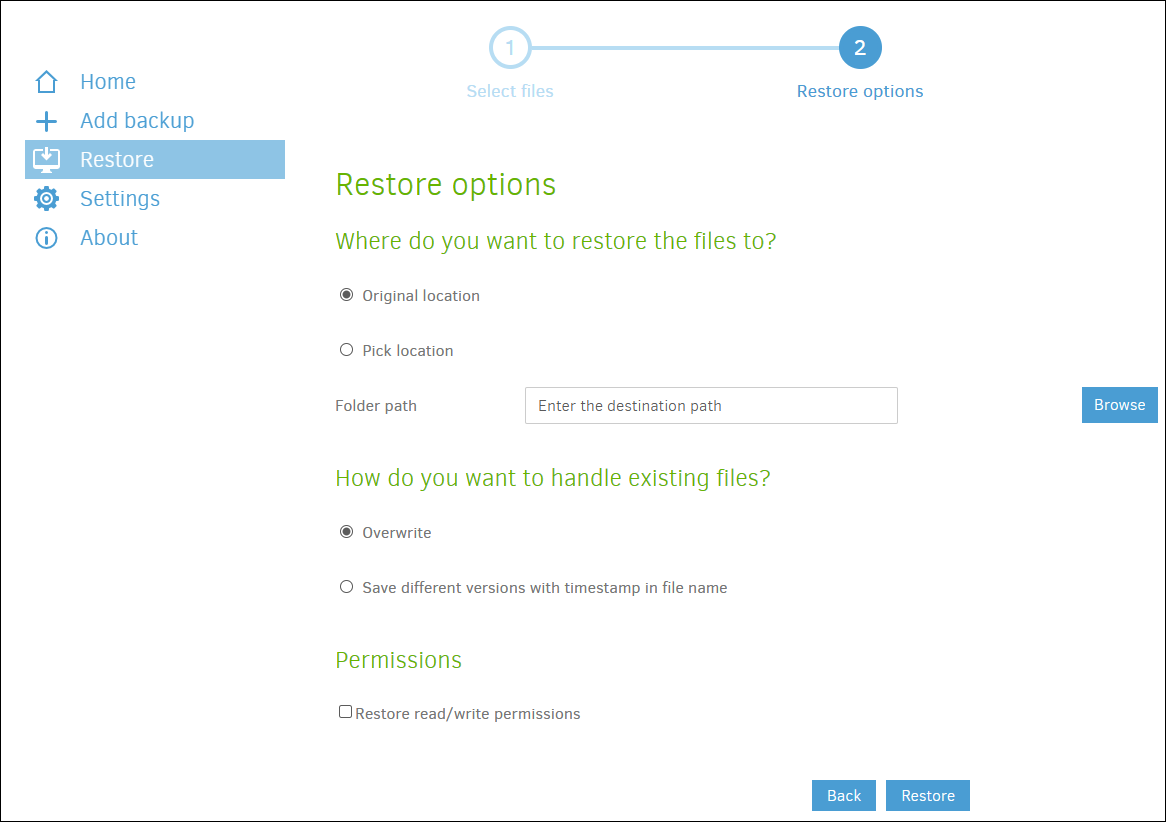 1
2
Select files
Restore options
Home
Add backup
Restore
Settings
About
Restore options
Where do you want to restore the files to?
Original location
Pick location
Folder path
Enter the destination path
Browse
How do you want to handle existing files?
Overwrite
Save different versions with timestamp in file name
Permissions
Restore read/write permissions
Back
Restore